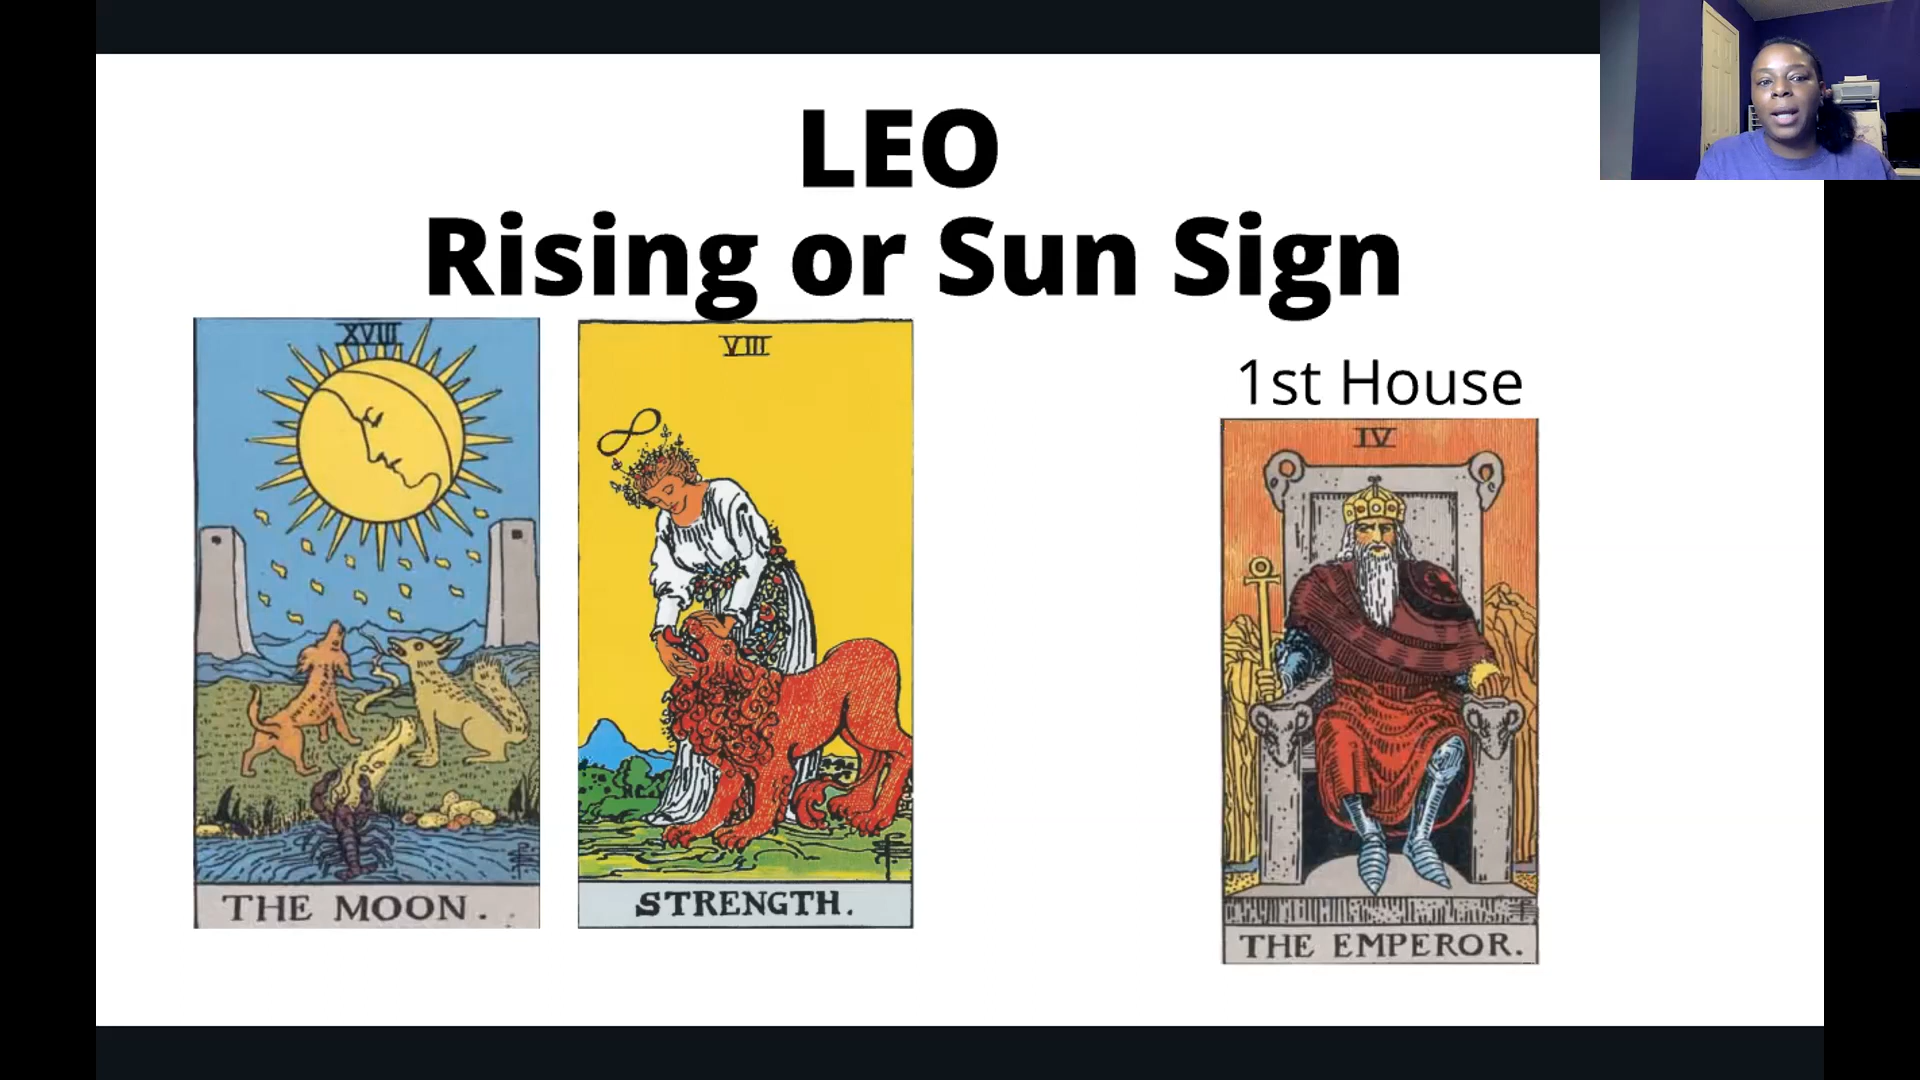 LEO
Rising or Sun Sign
XVIII
THE MOON.
VIII
STRENGTH.
1st House
IV
THE EMPEROR.